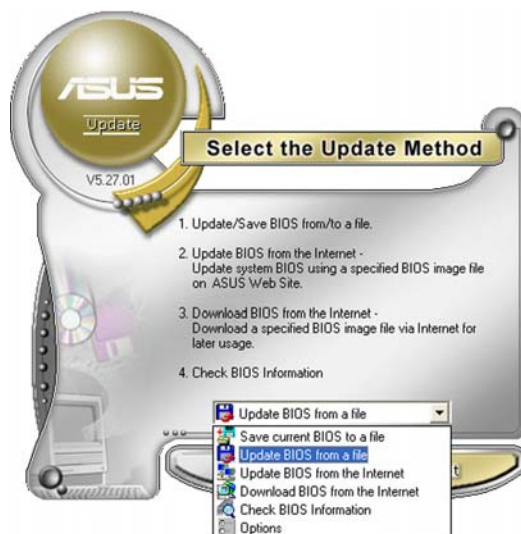 ASUS
Update
V5.27.01
Select the Update Method
1. Update/Save BIOS from/to a file.
2. Update BIOS from the Internet -
Update system BIOS using a specified BIOS image file
on ASUS Web Site.
3. Download BIOS from the Internet -
Download a specified BIOS image file via Internet for
later usage.
4. Check BIOS Information
Update BIOS from a file
Save current BIOS to a file
Update BIOS from a file
Update BIOS from the Internet
Download BIOS from the Internet
Check BIOS Information
Options